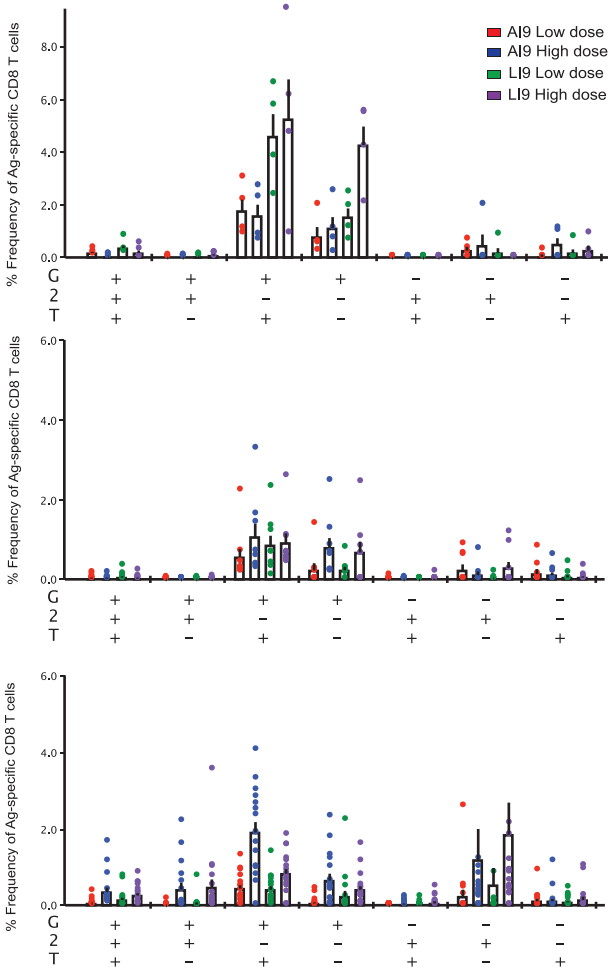 % Frequency of Ag-specific CD8 T cells
AI9 Low dose
AI9 High dose
LI9 Low dose
LI9 High dose
8.0
6.0
4.0
2.0
0.0
G + + + + – – –
2 + + – – + + –
T + – + – + – +
% Frequency of Ag-specific CD8 T cells
6.0
4.0
2.0
0.0
G + + + + – – –
2 + + – – + + –
T + – + – + – +
% Frequency of Ag-specific CD8 T cells
6.0
4.0
2.0
0.0
G + + + + – – –
2 + + – – + + –
T + – + – + – +